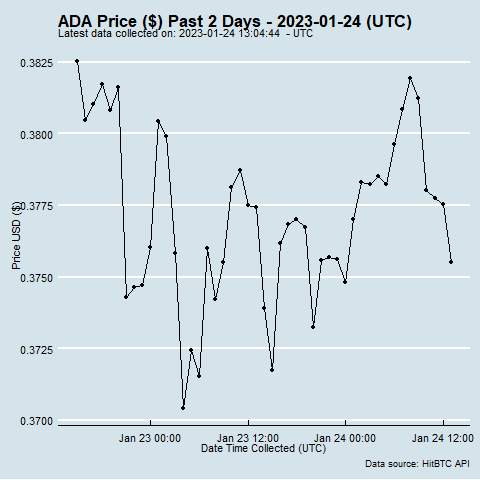 ADA Price ($) Past 2 Days - 2023-01-24 (UTC)
Latest data collected on: 2023-01-24 13:04:44 - UTC
0.3825
0.3800
0.3775
0.3750
0.3725
0.3700
Price USD ($)
Jan 23 00:00 Jan 23 12:00 Jan 24 00:00 Jan 24 12:00
Date Time Collected (UTC)
Data source: HitBTC API